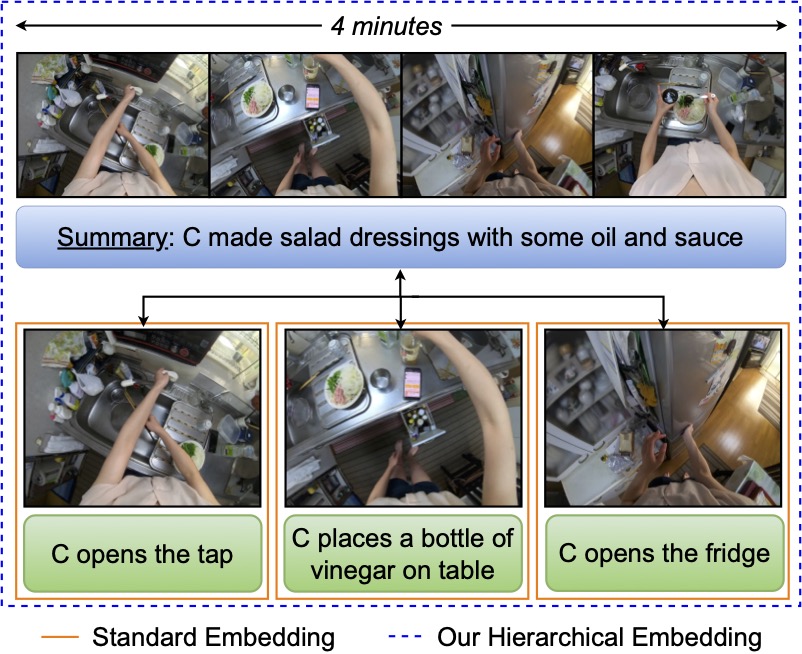 4 minutes
Summary: C made salad dressings with some oil and sauce
C opens the tap
C places a bottle of
vinegar on table
C opens the fridge
Standard Embedding
Our Hierarchical Embedding